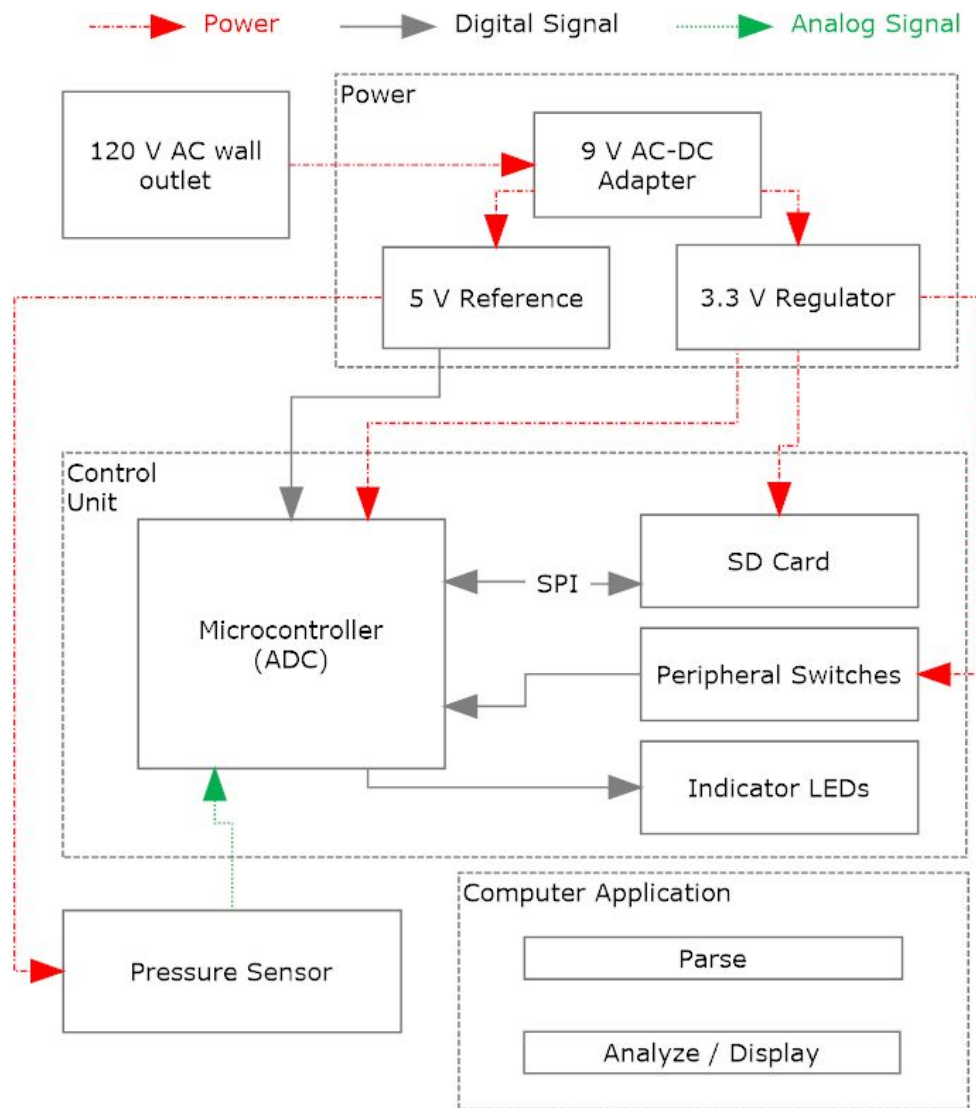 Power
Digital Signal
Analog Signal
Power
120 V AC wall
outlet
9 V AC-DC
Adapter
5 V Reference
3.3 V Regulator
Control
Unit
Microcontroller
(ADC)
SPI
SD Card
Peripheral Switches
Indicator LEDs
Pressure Sensor
Computer Application
Parse
Analyze / Display